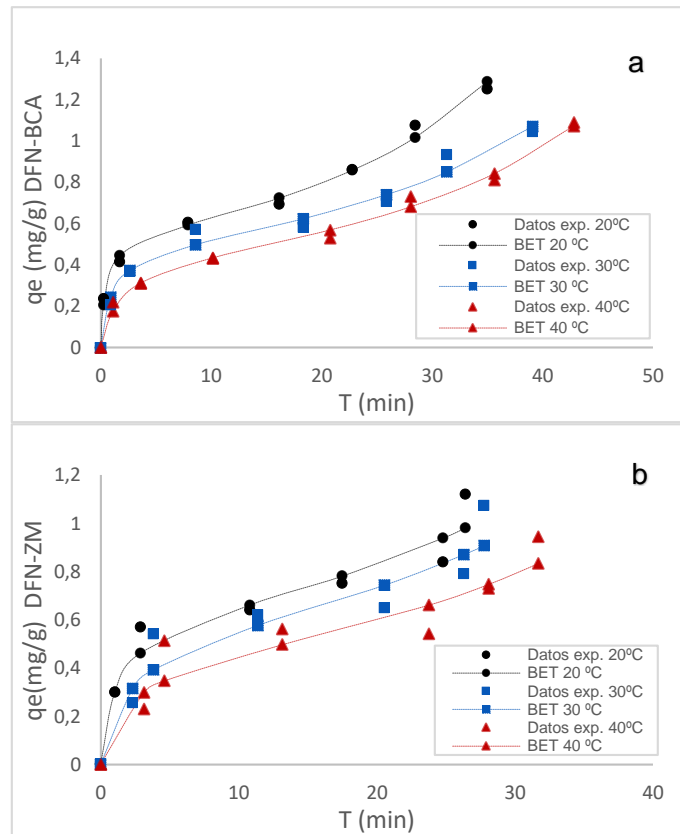 a
qe (mg/g) DFN-BCA
1,4
1,2
1
0,8
0,6
0,4
0,2
0
0
10
20
30
40
50
T (min)
Datos exp. 20ºC
BET 20 ºC
Datos exp. 30ºC
BET 30 ºC
Datos exp. 40ºC
BET 40 ºC
b
qe(mg/g) DFN-ZM
1,2
1
0,8
0,6
0,4
0,2
0
0
10
20
30
40
T (min)
Datos exp. 20ºC
BET 20 ºC
Datos exp. 30ºC
BET 30 ºC
Datos exp. 40ºC
BET 40 ºC